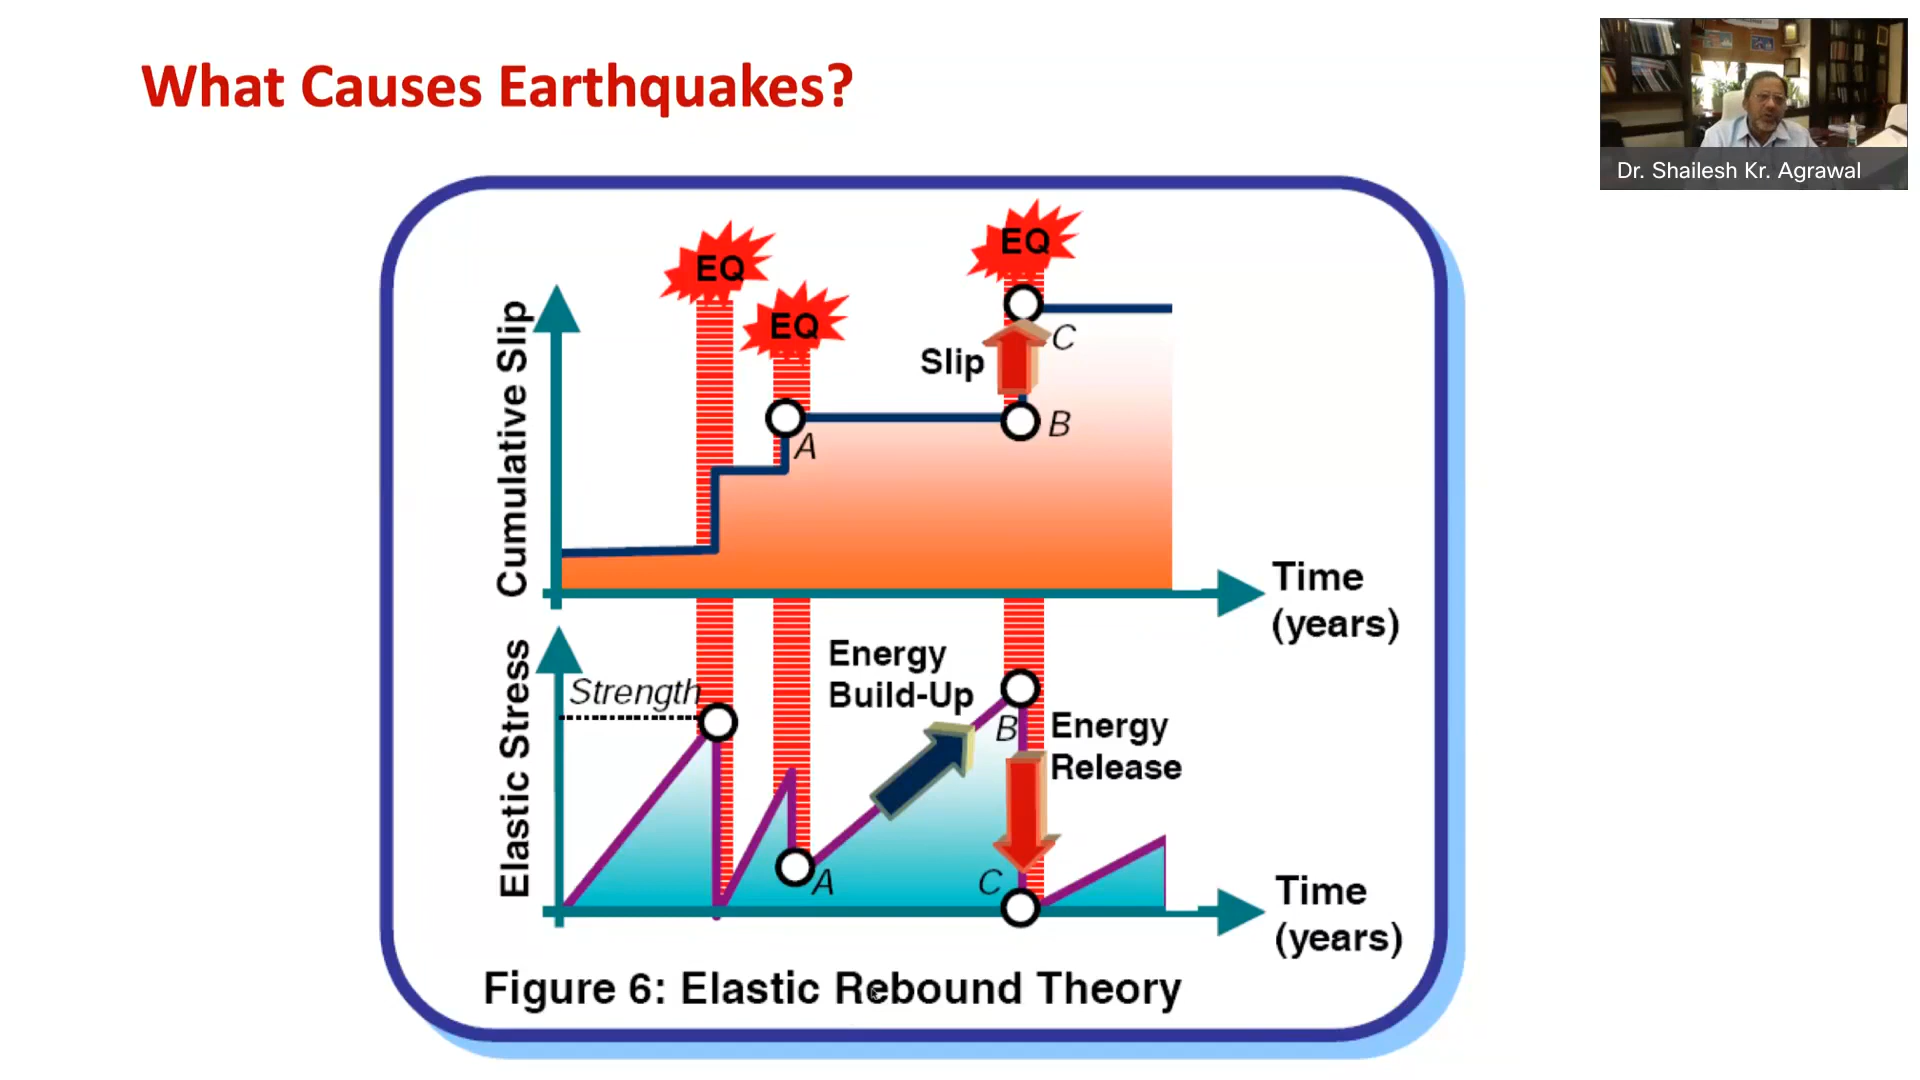 What Causes Earthquakes?
Dr. Shailesh Kr. Agrawal
EQ
EQ
EQ
Cumulative Slip
Slip
C
A
B
Time
(years)
Elastic Stress
Strength
Energy
Build-Up
B
Energy
Release
A
C
Time
(years)
Figure 6: Elastic Rebound Theory